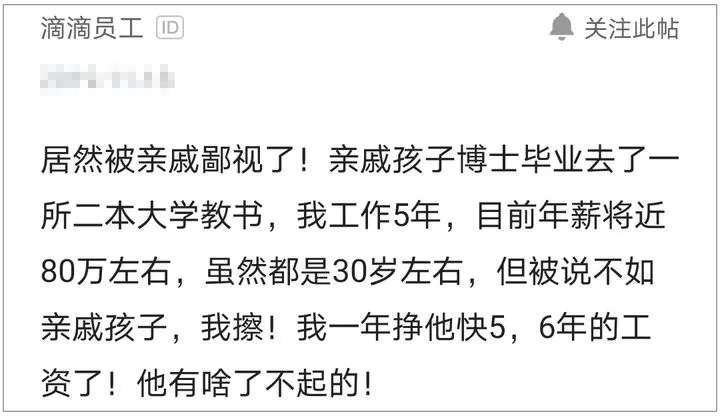 滴滴员工 ID
关注此帖
居然被亲戚鄙视了！亲戚孩子博士毕业去了一
所二本大学教书，我工作5年，目前年薪将近
80万左右，虽然都是30岁左右，但被说不如
亲戚孩子，我擦！我一年挣他快5，6年的工
资了！他有啥了不起的！